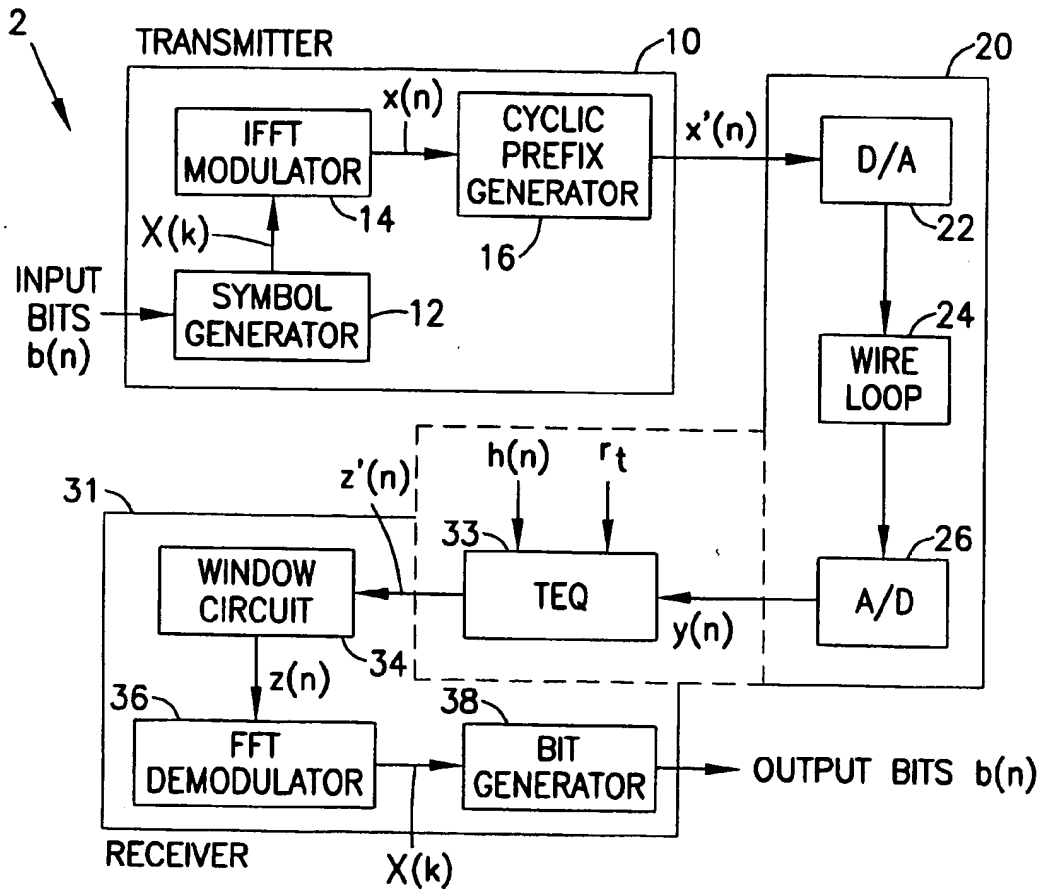 2
TRANSMITTER
10
20
IFFT
MODULATOR
14
x(n)
CYCLIC
PREFIX
GENERATOR
16
x'(n)
D/A
22
X(k)
INPUT
BITS
b(n)
SYMBOL
GENERATOR
12
24
WIRE
LOOP
h(n)
r_t
z'(n)
31
33
26
WINDOW
CIRCUIT
34
TEQ
y(n)
A/D
z(n)
36
38
FFT
DEMODULATOR
BIT
GENERATOR
OUTPUT BITS b(n)
X(k)
RECEIVER